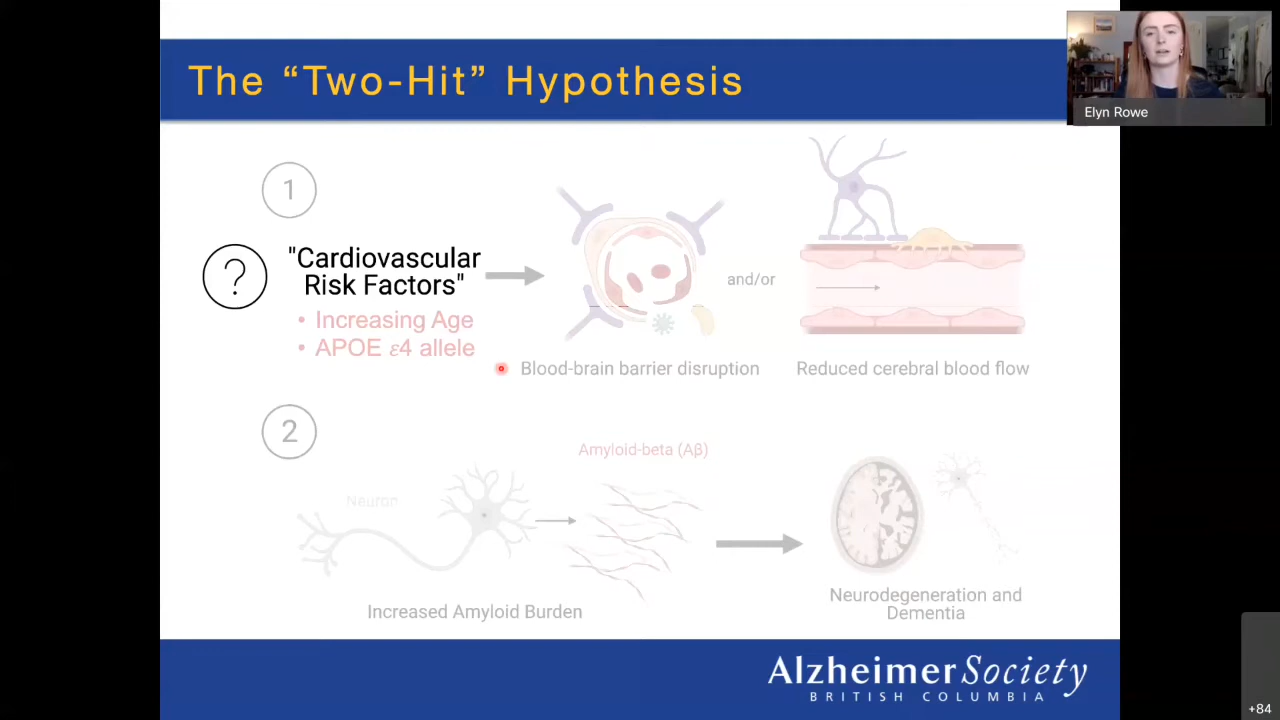 The “Two-Hit” Hypothesis
Elyn Rowe
1
?
"Cardiovascular
Risk Factors"
• Increasing Age
• APOE ε4 allele
and/or
Blood-brain barrier disruption
Reduced cerebral blood flow
2
Amyloid-beta (Aβ)
Neuron
Increased Amyloid Burden
Neurodegeneration and
Dementia
Alzheimer Society
BRITISH COLUMBIA
+84